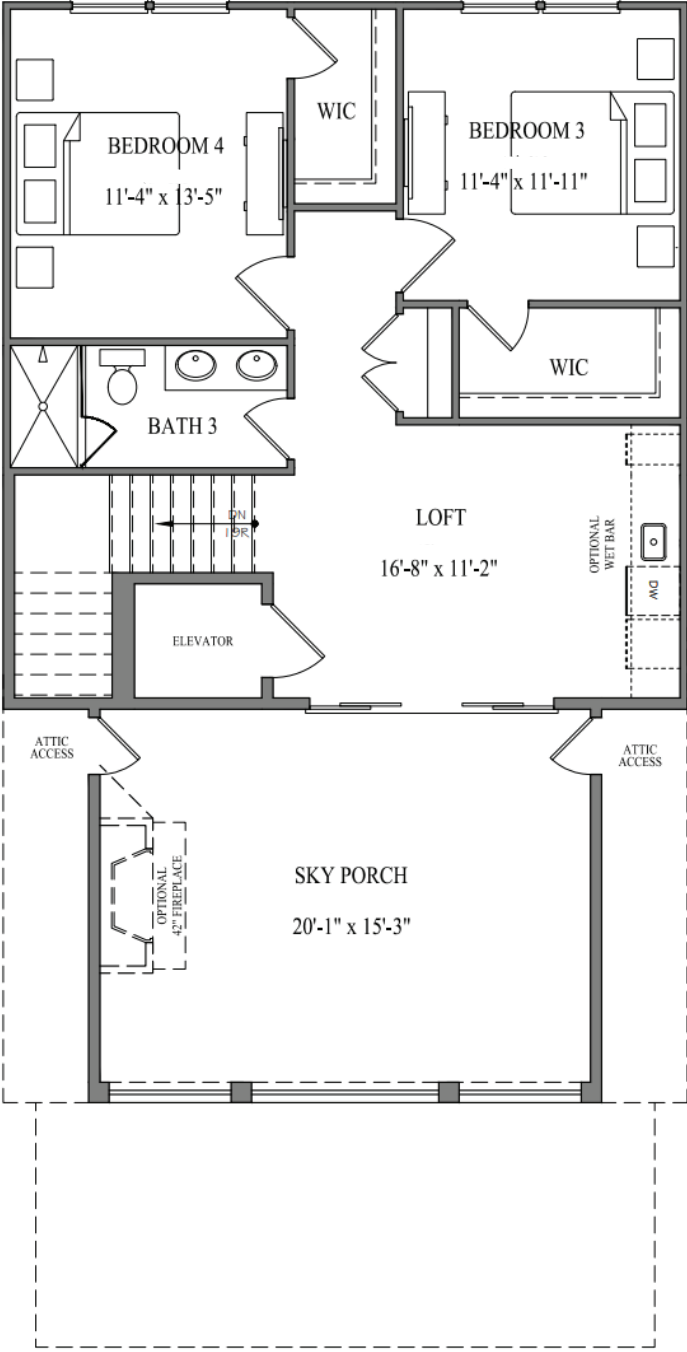 WIC
BEDROOM 4
11'-4" x 13'-5"
BEDROOM 3
11'-4" x 11'-11"
WIC
BATH 3
DN
19R
LOFT
16'-8" x 11'-2"
OPTIONAL
WET BAR
DW
ELEVATOR
ATTIC
ACCESS
ATTIC
ACCESS
OPTIONAL
42" FIREPLACE
SKY PORCH
20'-1" x 15'-3"